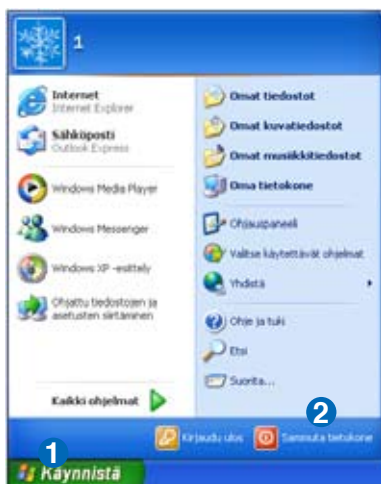 1
Internet
Internet Explorer
Sähköposti
Outlook Express
Windows Media Player
Windows Messenger
Windows XP -esittely
Ohjattu tiedostojen ja
asetusten siirtäminen
Kaikki ohjelmat
Omat tiedostot
Omat kuvatiedostot
Omat musiikkitiedostot
Oma tietokone
Ohjauspaneeli
Valitse käytettävät ohjelmat
Yhdistä
Ohje ja tuki
Etsi
Suorita...
2
Kirjaudu ulos
Sammuta tietokone
1
Käynnistä